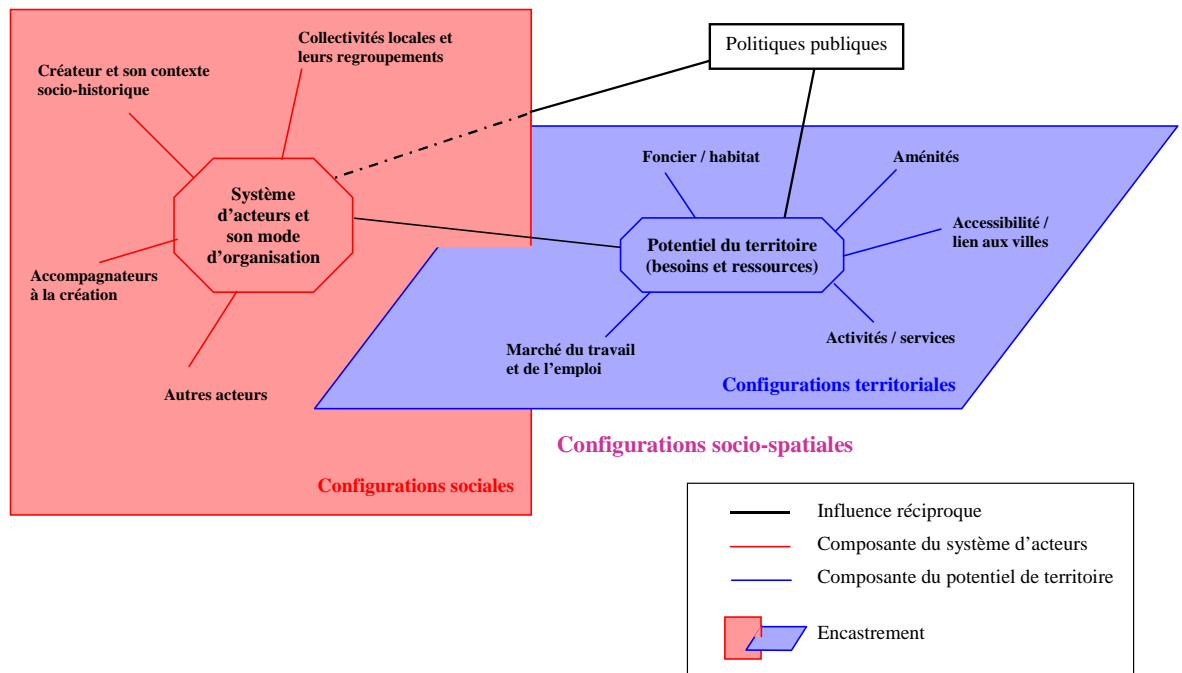 Collectivités locales et
leurs regroupements
Politiques publiques
Créateur et son contexte
socio-historique
Foncier / habitat
Aménités
Système
d'acteurs et
son mode
d'organisation
Accessibilité /
lien aux villes
Potentiel du territoire
(besoins et ressources)
Accompagnateurs
à la création
Activités / services
Marché du travail
et de l'emploi
Autres acteurs
Configurations territoriales
Configurations socio-spatiales
Configurations sociales
Influence réciproque
Composante du système d'acteurs
Composante du potentiel de territoire
Encastrement